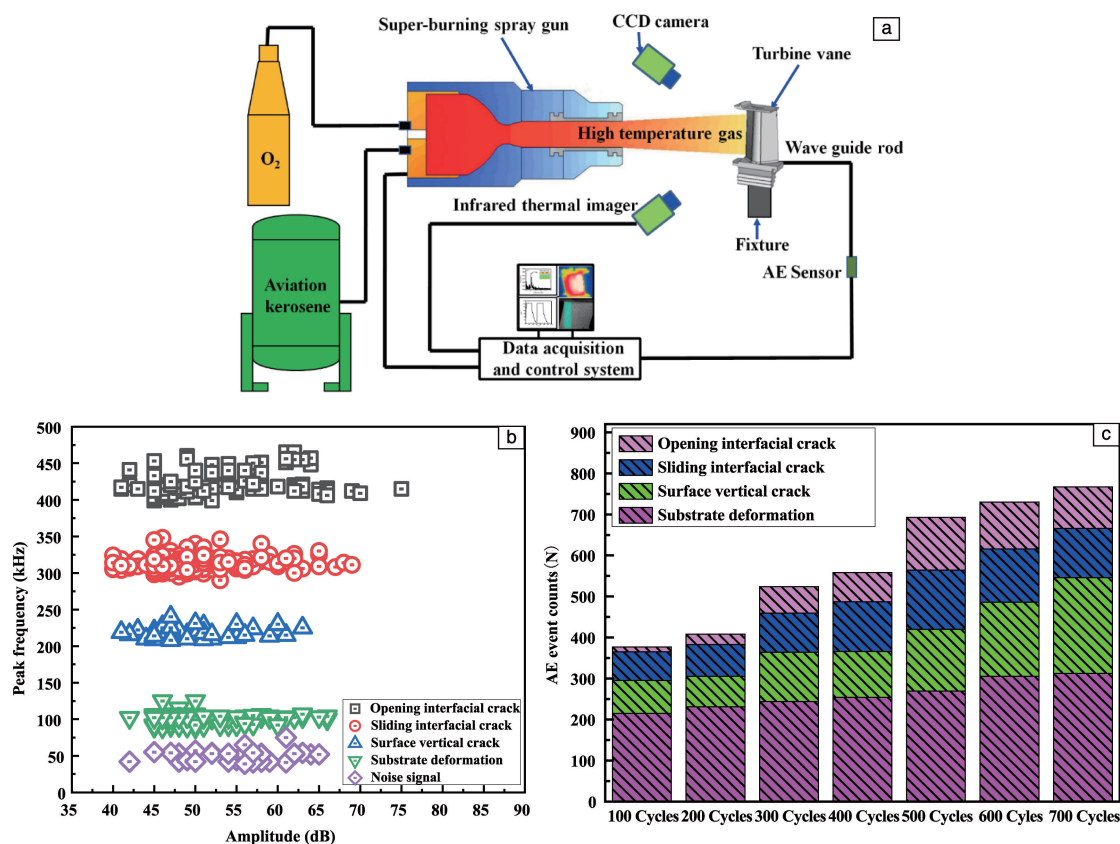 a
CCD
camera
Super-burning spray gun
Turbine vane
O₂
High temperature gas
Wave guide rod
Infrared thermal imager
Fixture
AE Sensor
Aviation
kerosene
Data acquisition
and control system
b
500
450
400
350
300
250
200
150
100
50
0
Peak frequency (kHz)
Opening interfacial crack
Sliding interfacial crack
Surface vertical crack
Substrate deformation
Noise signal
35 40 45 50 55 60 65 70 75 80 85 90
Amplitude (dB)
c
900
800
700
600
500
400
300
200
100
0
AE event counts (N)
Opening interfacial crack
Sliding interfacial crack
Surface vertical crack
Substrate deformation
100 Cycles 200 Cycles 300 Cycles 400 Cycles 500 Cycles 600 Cycles 700 Cycles